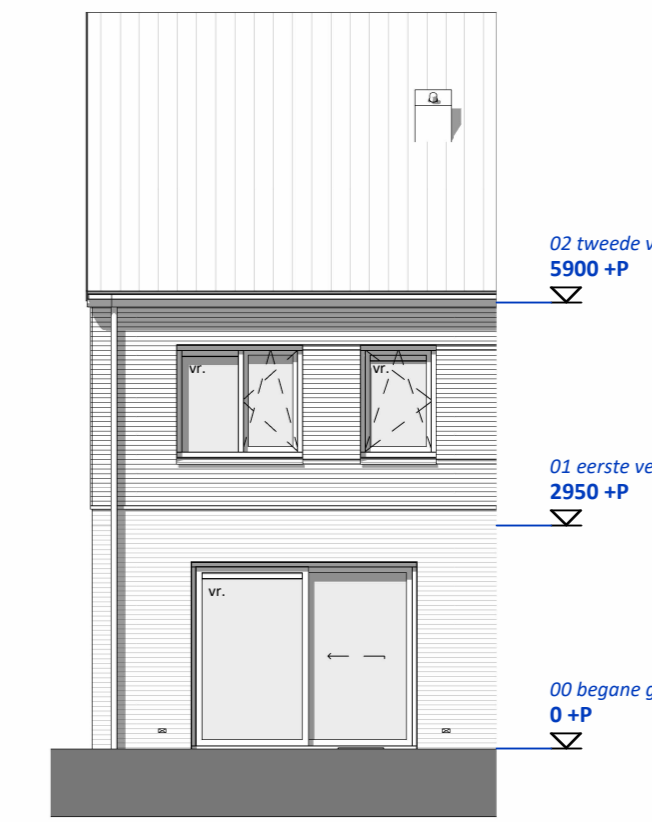 02 tweede v
5900 +P
vr. vr.
01 eerste ve
2950 +P
vr.
00 begane g
0 +P